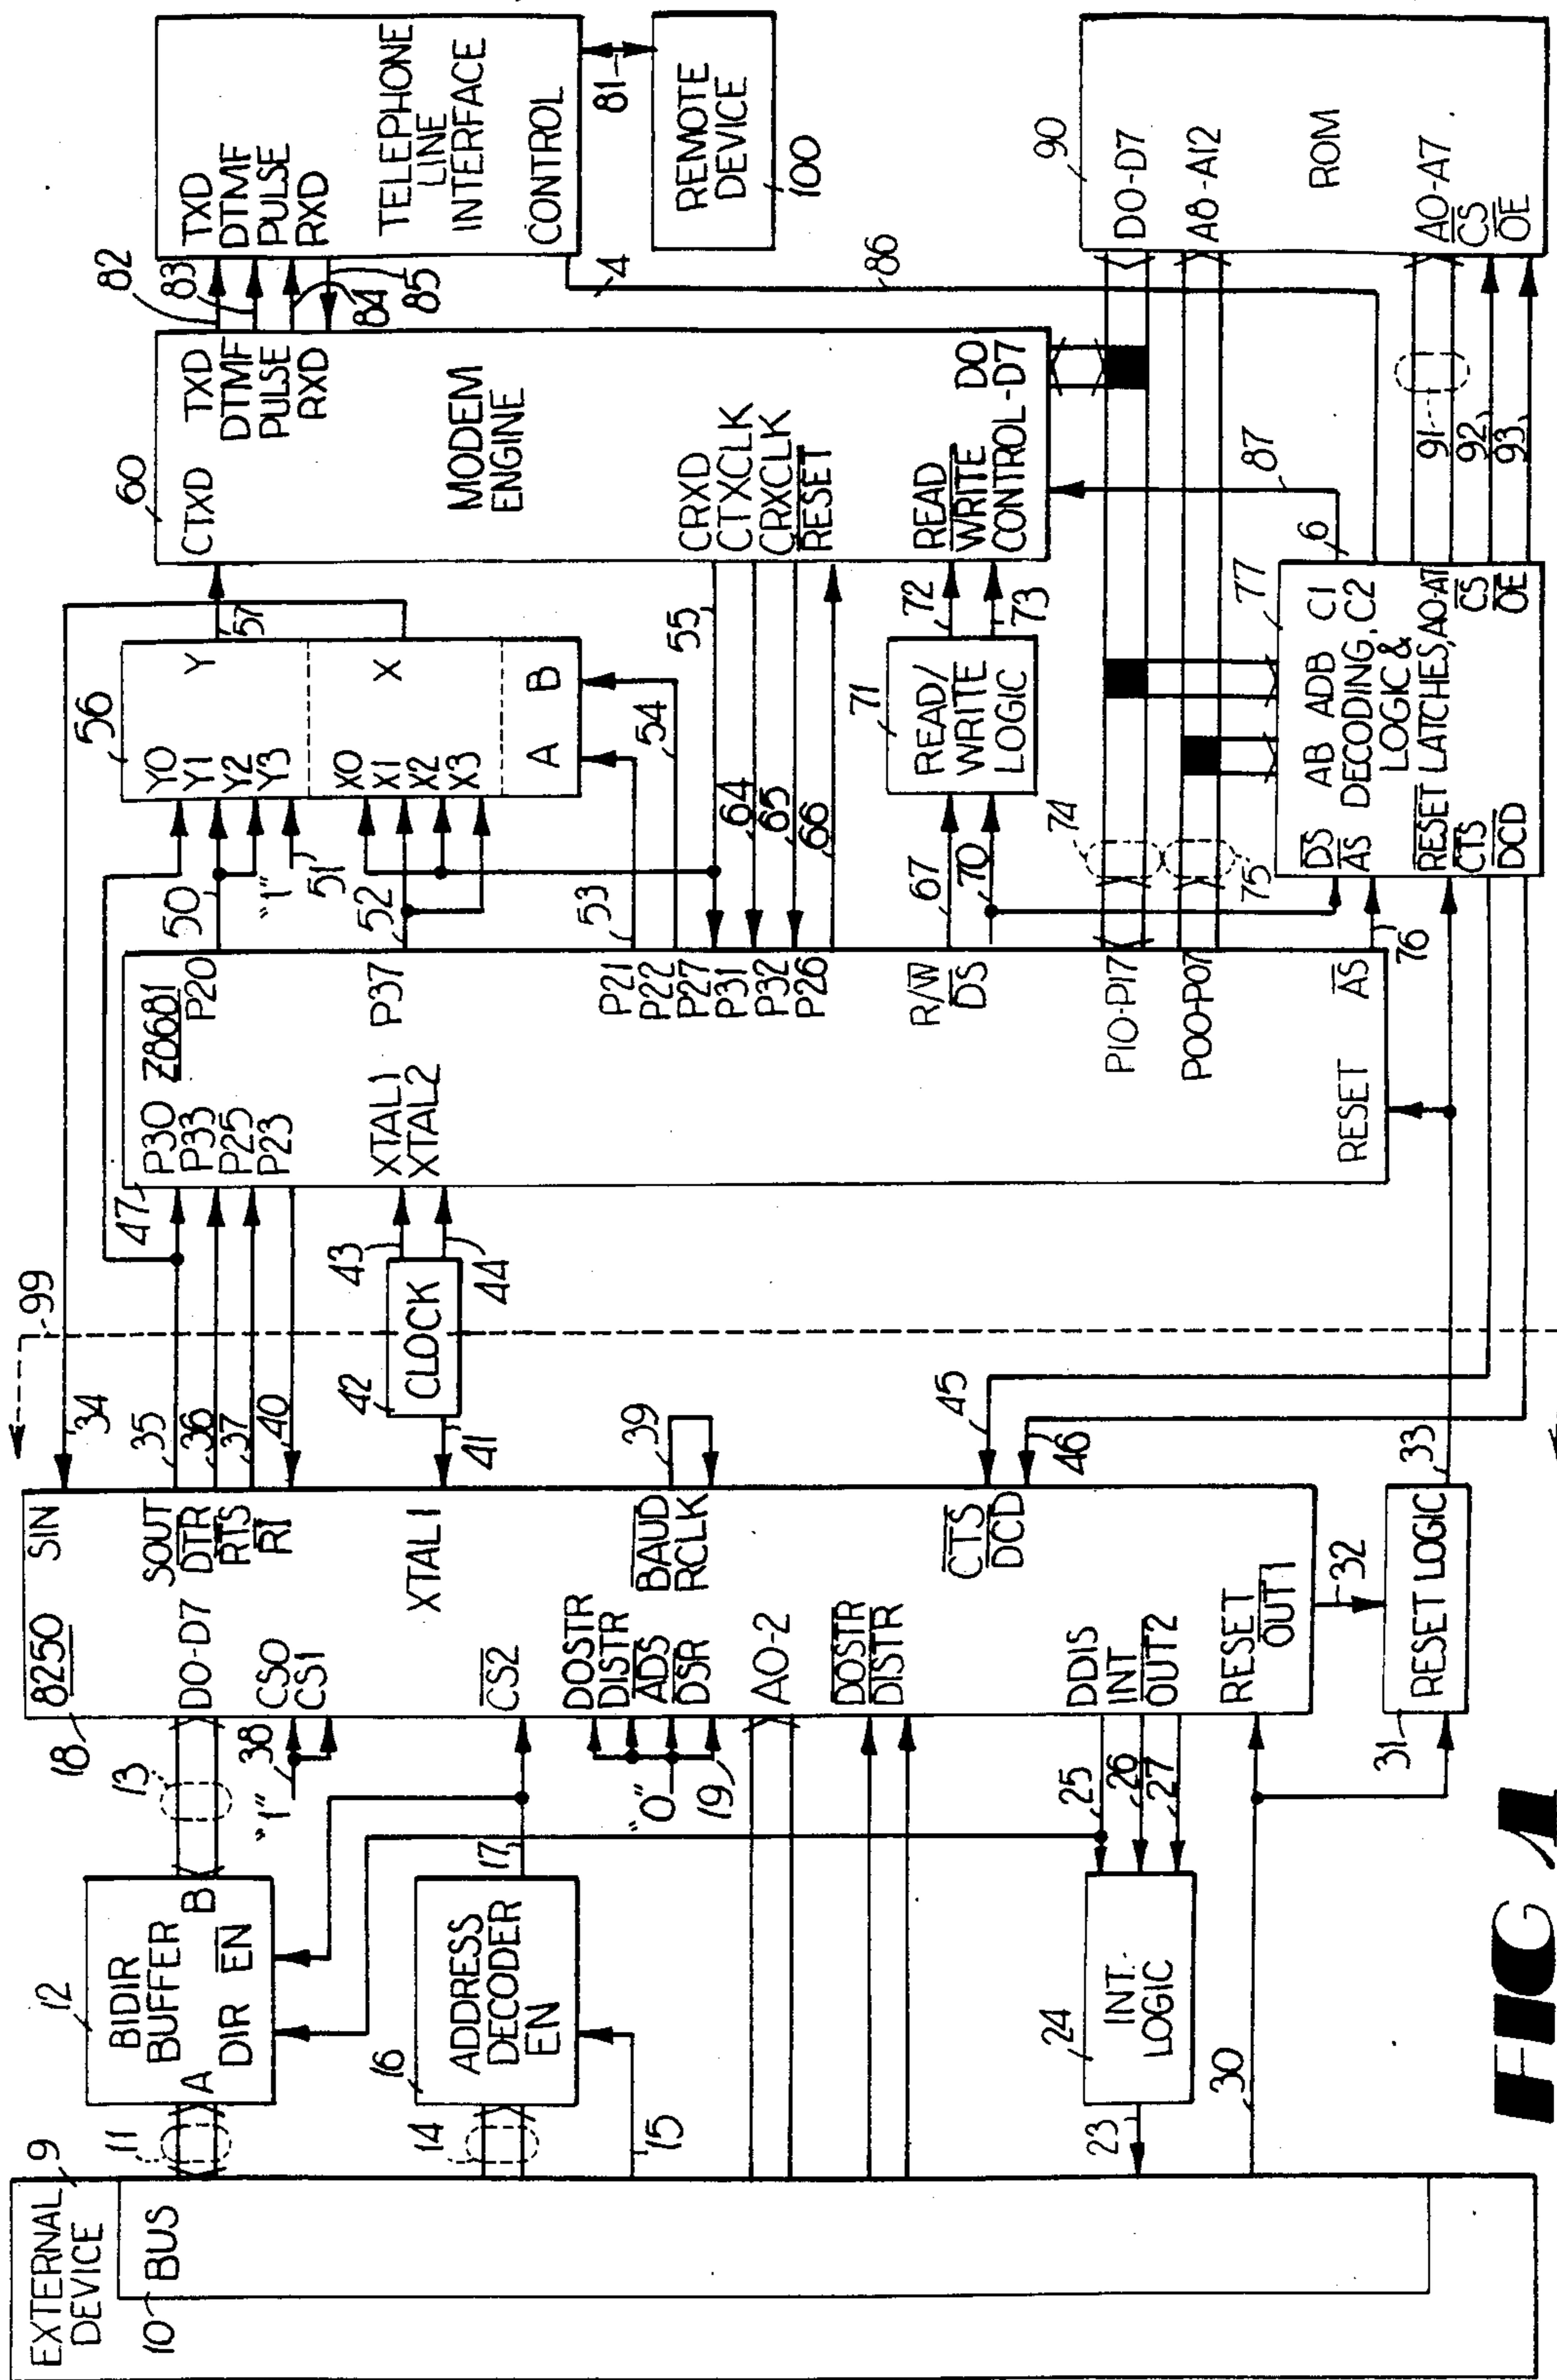 EXTERNAL
DEVICE
9
10
BUS
11
12
BIDIR
BUFFER
A
B
DIR
EN
13
14
16
ADDRESS
DECODER
EN
15
17
18
8250
SIN
D0-D7
SOUT
DTR
RTS
RI
"1"
38
CS0
CS1
CS2
XTAL1
DOSTR
DISTR
ADS
DSR
"0"
19
BAUD
RCLK
39
A0-2
DOSTR
DISTR
CTS
DCD
DDIS
INT
OUT2
RESET
OUT1
25
26
27
24
INT.
LOGIC
23
30
31
RESET LOGIC
32
33
34
35
36
37
40
99
42
CLOCK
41
43
44
45
46
47
Z8681
P30
P33
P25
P23
P20
XTAL1
XTAL2
P37
P21
P22
P27
P31
P32
P26
R/W
DS
P10-P17
P00-P07
RESET
AS
50
"1"
51
52
53
54
55
56
Y0
Y1
Y2
Y3
Y
X0
X1
X2
X3
X
A
B
57
60
CTXD
TXD
DTMF
PULSE
RXD
MODEM
ENGINE
CRXD
CTXCLK
CRXCLK
RESET
READ
WRITE
CONTROL
D0
-D7
64
65
66
67
70
71
READ/
WRITE
LOGIC
72
73
74
75
76
77
DS
AS
AB
ADB
C1
DECODING,
C2
LOGIC &
RESET
LATCHES,
A0-A7
CTS
DCD
CS
OE
6
87
82
83
84
85
TXD
DTMF
PULSE
RXD
TELEPHONE
LINE
INTERFACE
CONTROL
81
REMOTE
DEVICE
100
4
86
90
D0-D7
A8-A12
ROM
A0-A7
CS
OE
91
92
93
FIG 1